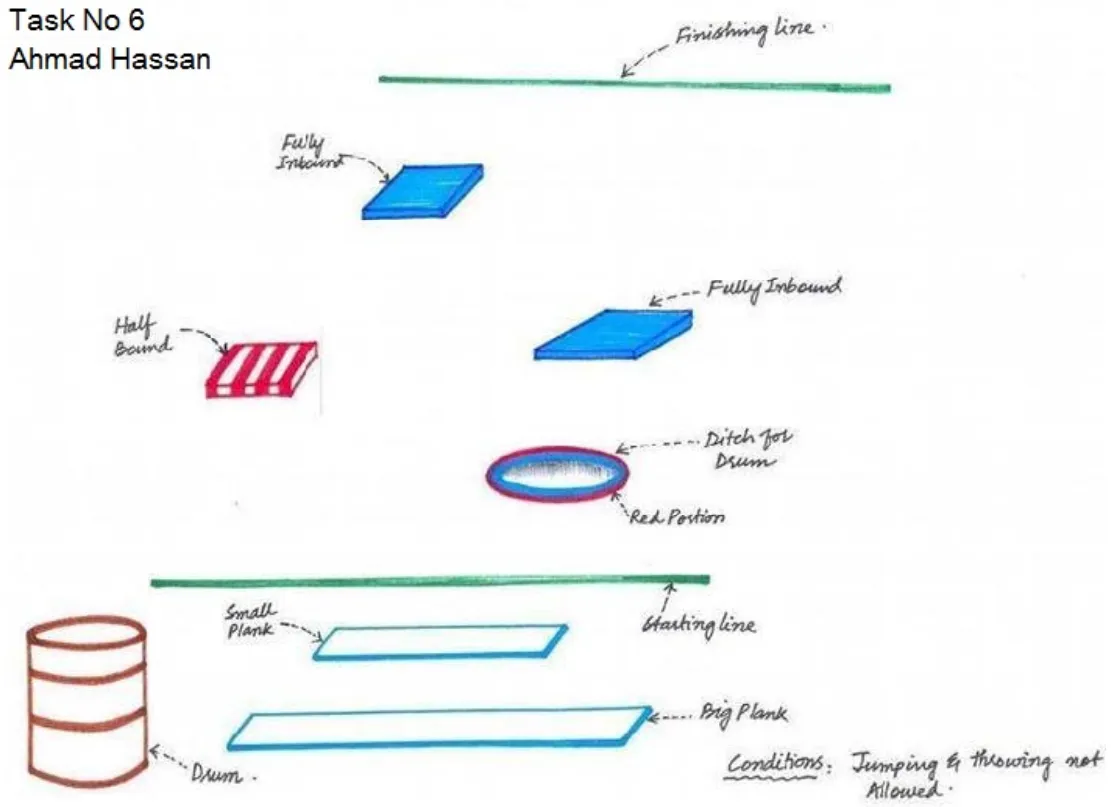 Task No 6
Ahmad Hassan
Finishing line.
Fully
Inbound
Fully Inbound
Half
Bound
Ditch for
Drum
Red Postion
Small
Plank
Starting line
Big Plank
Drum.
Conditions: Jumping & throwing not
Allowed.